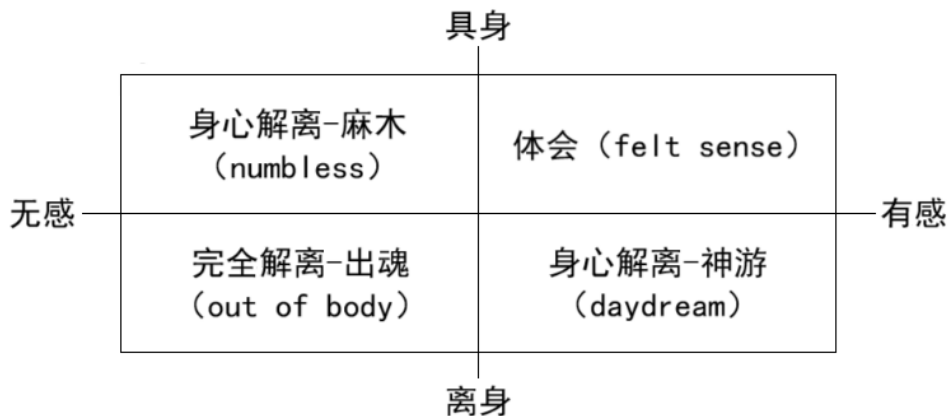 具身
身心解离-麻木
（numbless）
体会（felt sense）
无感
有感
完全解离-出魂
（out of body）
身心解离-神游
（daydream）
离身